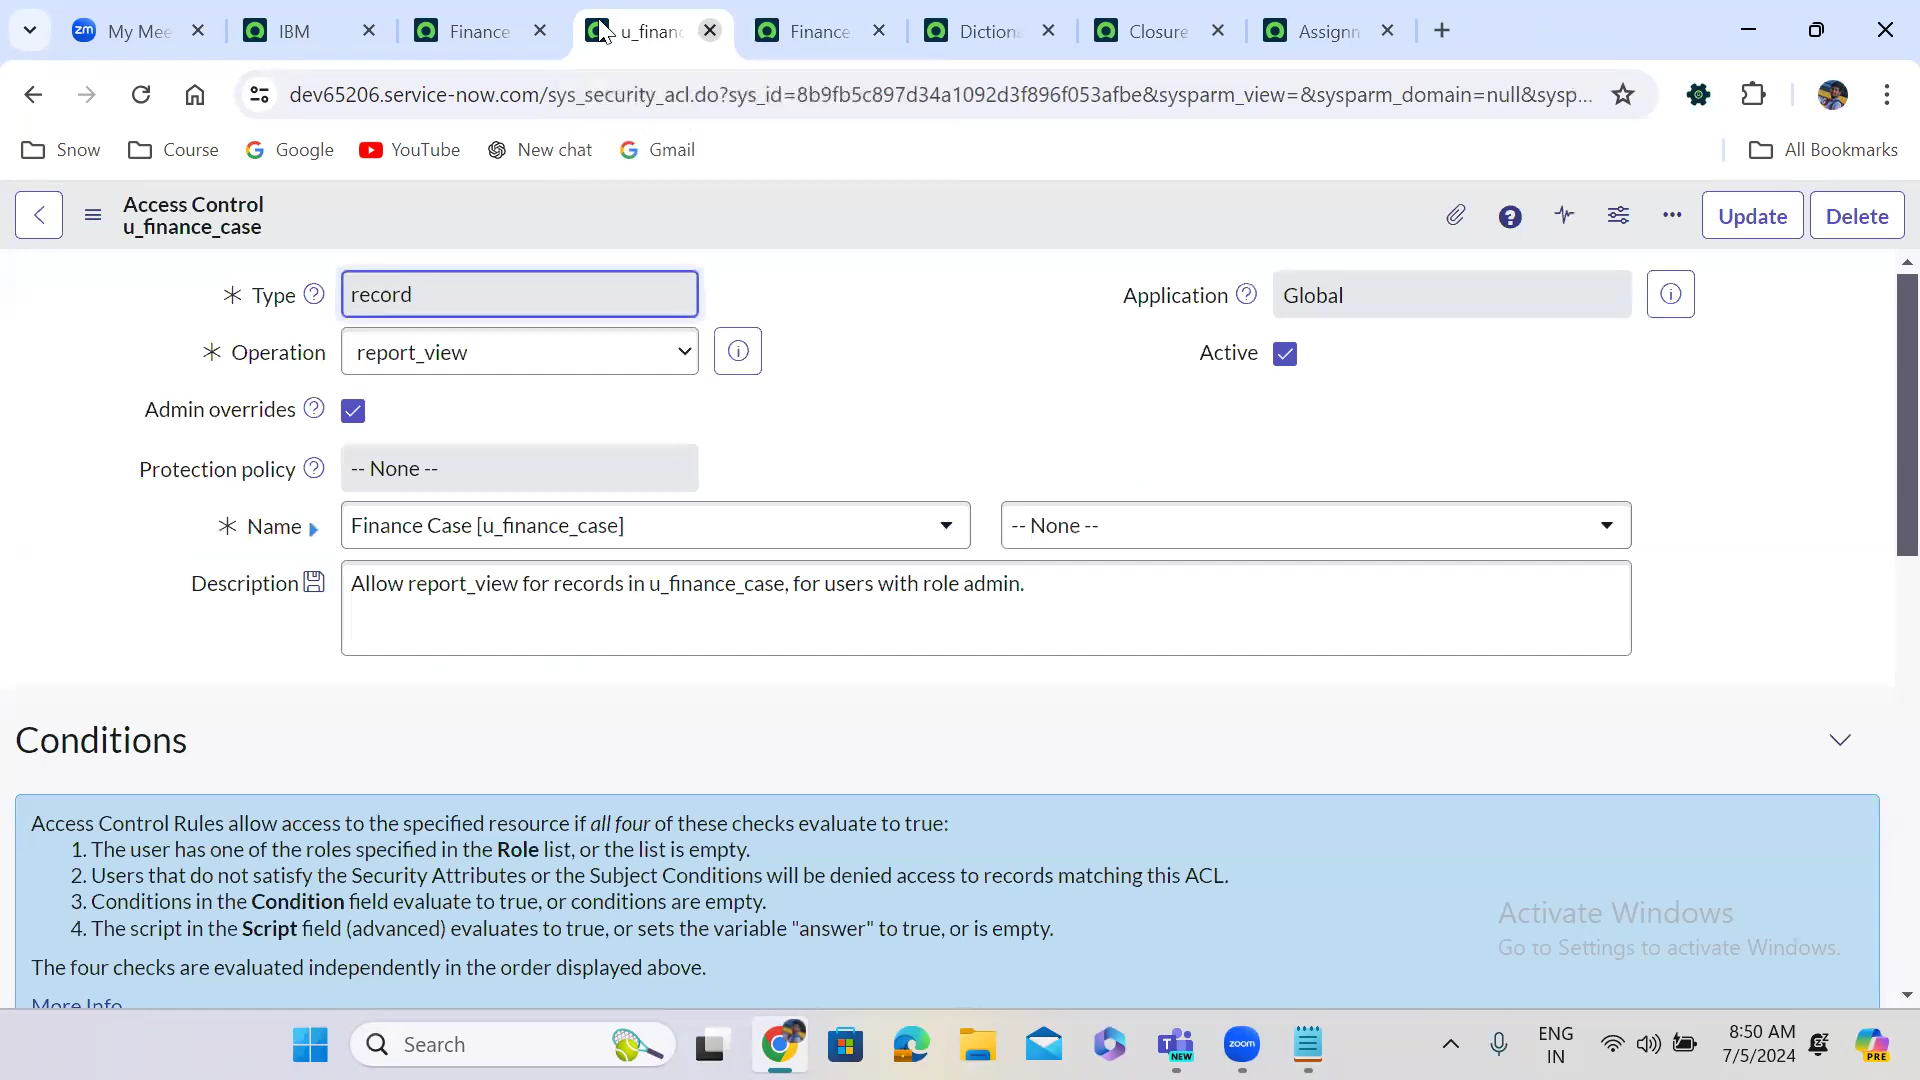 My Mee
IBM
Finance
u_financ
Finance
Diction
Closure
Assignn
dev65206.service-now.com/sys_security_acl.do?sys_id=8b9fb5c897d34a1092d3f896f053afbe&sysparm_view=&sysparm_domain=null&sysp...
Snow
Course
Google
YouTube
New chat
Gmail
All Bookmarks
Access Control
u_finance_case
Update
Delete
Type
record
Application
Global
Operation
report_view
Active
Admin overrides
Protection policy
-- None --
Name
Finance Case [u_finance_case]
-- None --
Description
Allow report_view for records in u_finance_case, for users with role admin.
Conditions
Access Control Rules allow access to the specified resource if all four of these checks evaluate to true:
1. The user has one of the roles specified in the Role list, or the list is empty.
2. Users that do not satisfy the Security Attributes or the Subject Conditions will be denied access to records matching this ACL.
3. Conditions in the Condition field evaluate to true, or conditions are empty.
4. The script in the Script field (advanced) evaluates to true, or sets the variable "answer" to true, or is empty.
The four checks are evaluated independently in the order displayed above.
More Info
Activate Windows
Go to Settings to activate Windows.
Search
NEW
zoom
ENG
IN
8:50 AM
7/5/2024
PRE